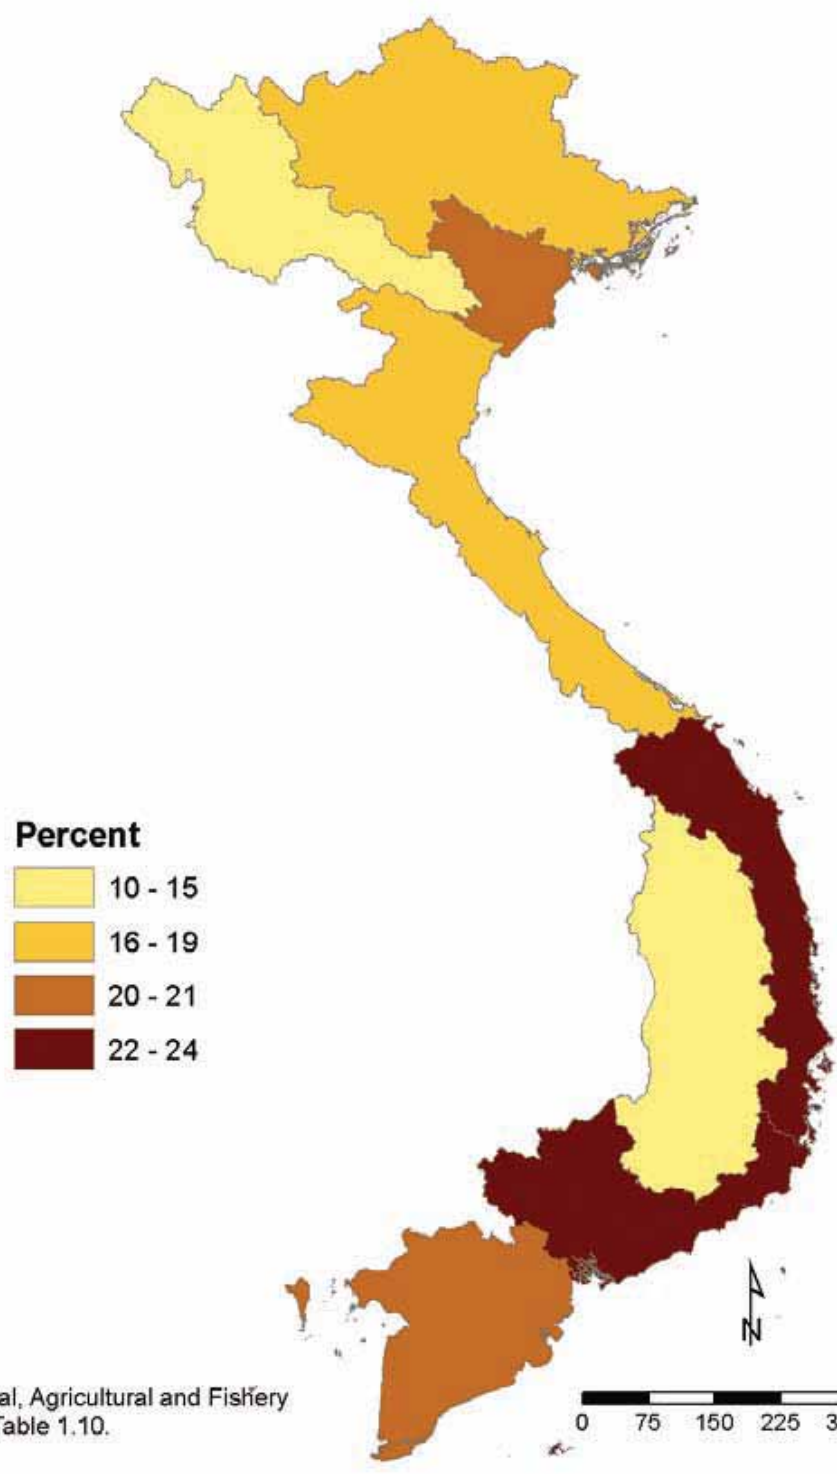 Percent
10 - 15
16 - 19
20 - 21
22 - 24
N
al, Agricultural and Fishery
Table 1.10.
0 75 150 225 3